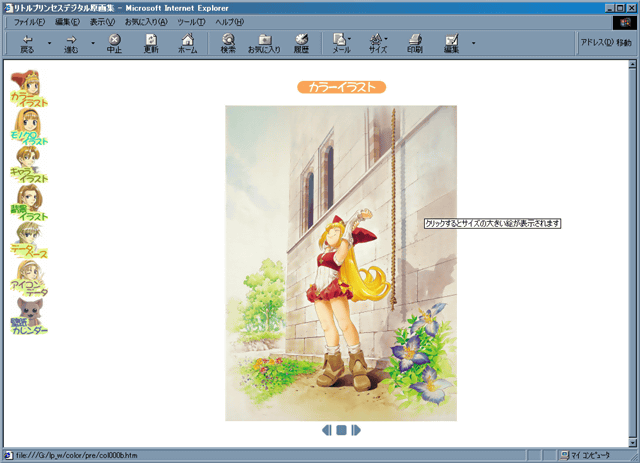 リトルプリンセスデジタル原画集 - Microsoft Internet Explorer
ファイル(F) 編集(E) 表示(V) お気に入り(A) ツール(T) ヘルプ(H)
戻る 進む 中止 更新 ホーム 検索 お気に入り 履歴 メール サイズ 印刷 編集 アドレス(D) 移動
カラーイラスト
カラー
イラスト
モノクロ
イラスト
キャラ
イラスト
イラスト
データ
ベース
アイコン
データ
壁紙
カレンダー
クリックするとサイズの大きい絵が表示されます
file:///G:/lp_w/color/pre/col000b.htm
マイ コンピュータ